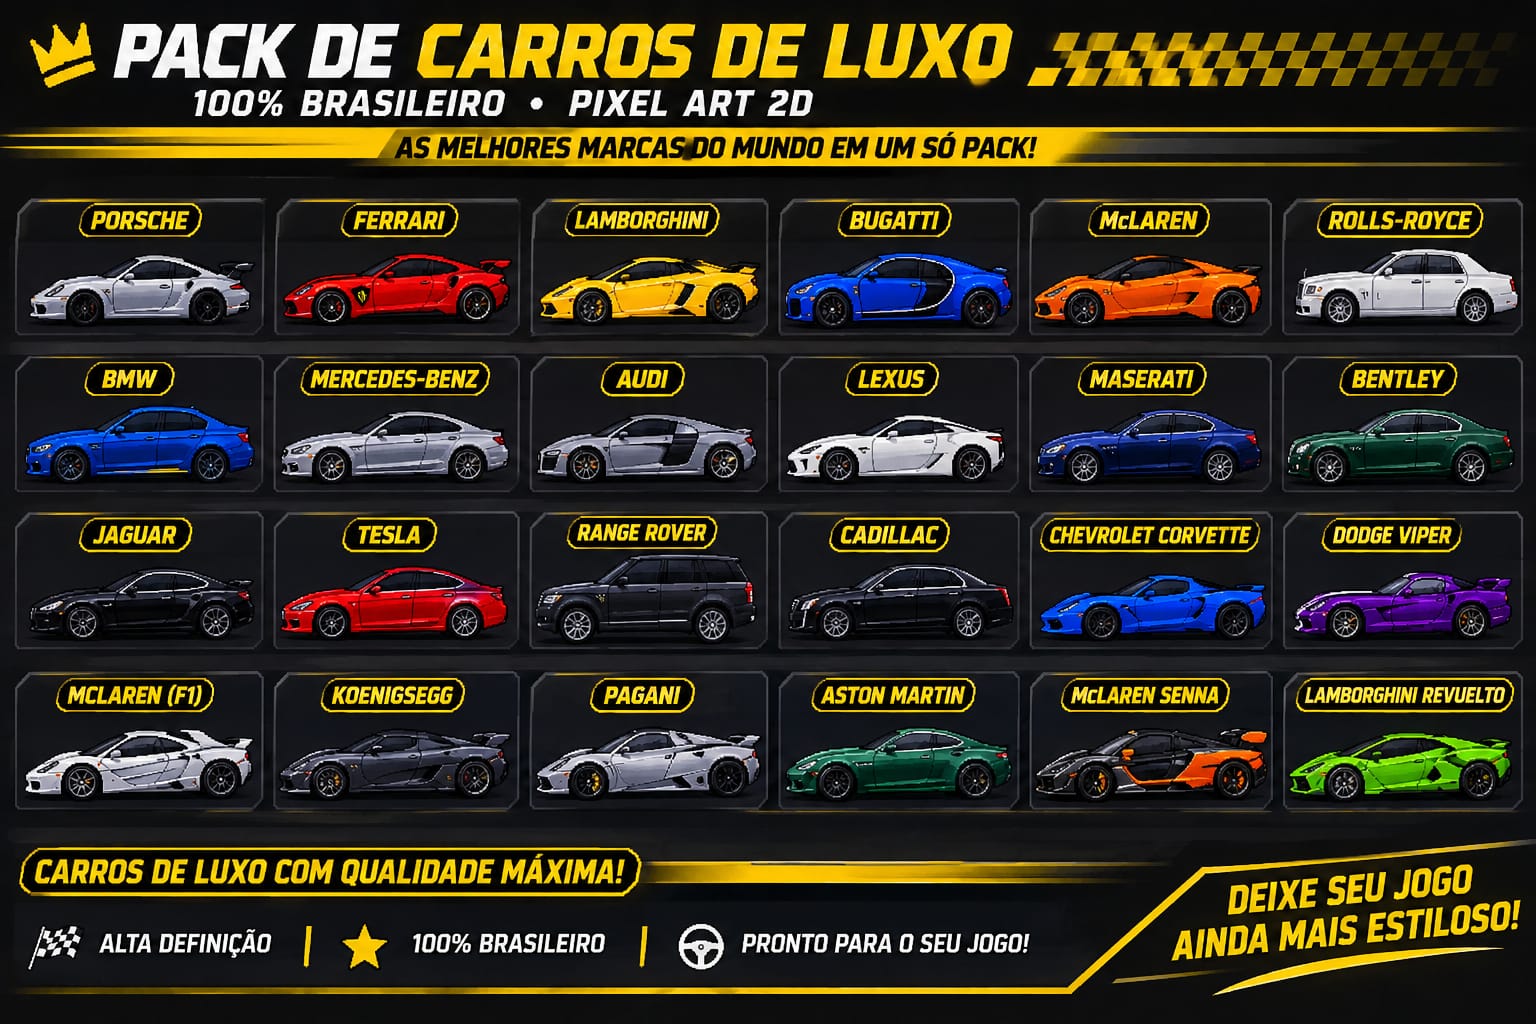 PACK DE CARROS DE LUXO
100% BRASILEIRO • PIXEL ART 2D
AS MELHORES MARCAS DO MUNDO EM UM SÓ PACK!
PORSCHE
FERRARI
LAMBORGHINI
BUGATTI
McLAREN
ROLLS-ROYCE
BMW
MERCEDES-BENZ
AUDI
LEXUS
MASERATI
BENTLEY
JAGUAR
TESLA
RANGE ROVER
CADILLAC
CHEVROLET CORVETTE
DODGE VIPER
MCLAREN (F1)
KOENIGSEGG
PAGANI
ASTON MARTIN
McLAREN SENNA
LAMBORGHINI REVUELTO
CARROS DE LUXO COM QUALIDADE MÁXIMA!
ALTA DEFINIÇÃO
100% BRASILEIRO
PRONTO PARA O SEU JOGO!
DEIXE SEU JOGO
AINDA MAIS ESTILOSO!